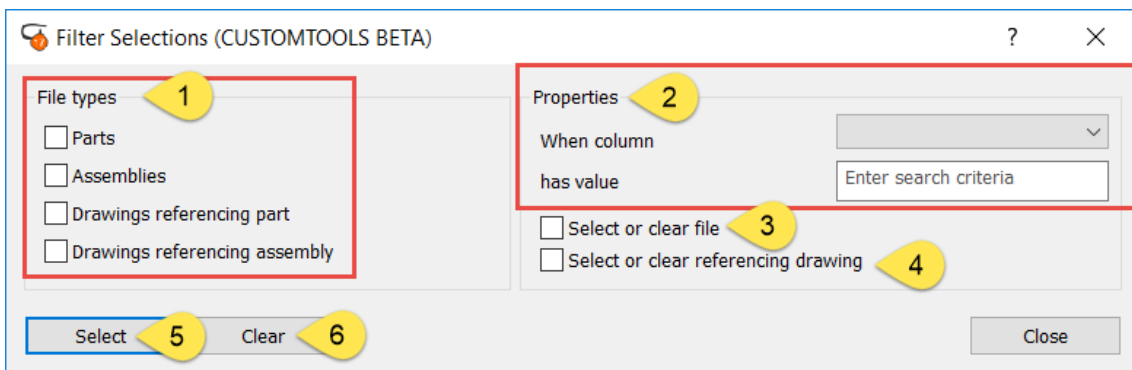 Filter Selections (CUSTOMTOOLS BETA) ?
File types 1
Parts
Assemblies
Drawings referencing part
Drawings referencing assembly
Properties 2
When column
has value Enter search criteria
Select or clear file 3
Select or clear referencing drawing 4
Select 5 Clear 6 Close